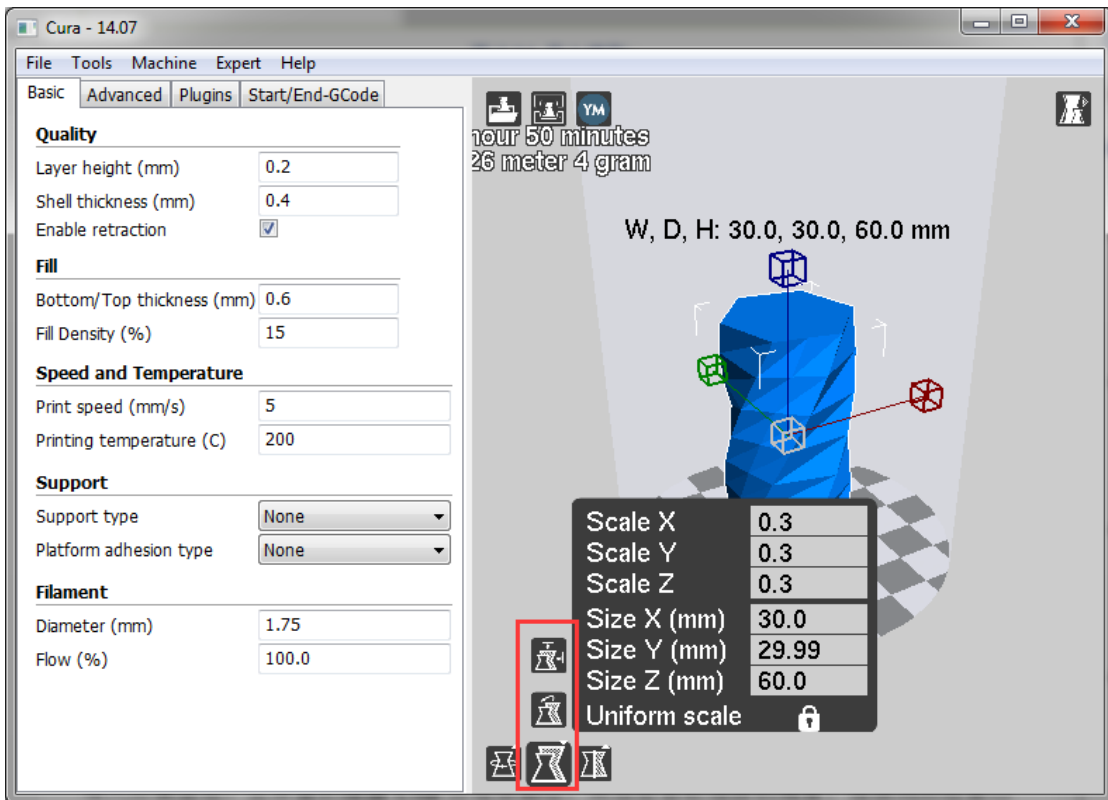 Cura - 14.07
File Tools Machine Expert Help
Basic Advanced Plugins Start/End-GCode
Quality
Layer height (mm) 0.2
Shell thickness (mm) 0.4
Enable retraction
Fill
Bottom/Top thickness (mm) 0.6
Fill Density (%) 15
Speed and Temperature
Print speed (mm/s) 5
Printing temperature (C) 200
Support
Support type None
Platform adhesion type None
Filament
Diameter (mm) 1.75
Flow (%) 100.0
YM
hour 50 minutes
26 meter 4 gram
W, D, H: 30.0, 30.0, 60.0 mm
Scale X 0.3
Scale Y 0.3
Scale Z 0.3
Size X (mm) 30.0
Size Y (mm) 29.99
Size Z (mm) 60.0
Uniform scale